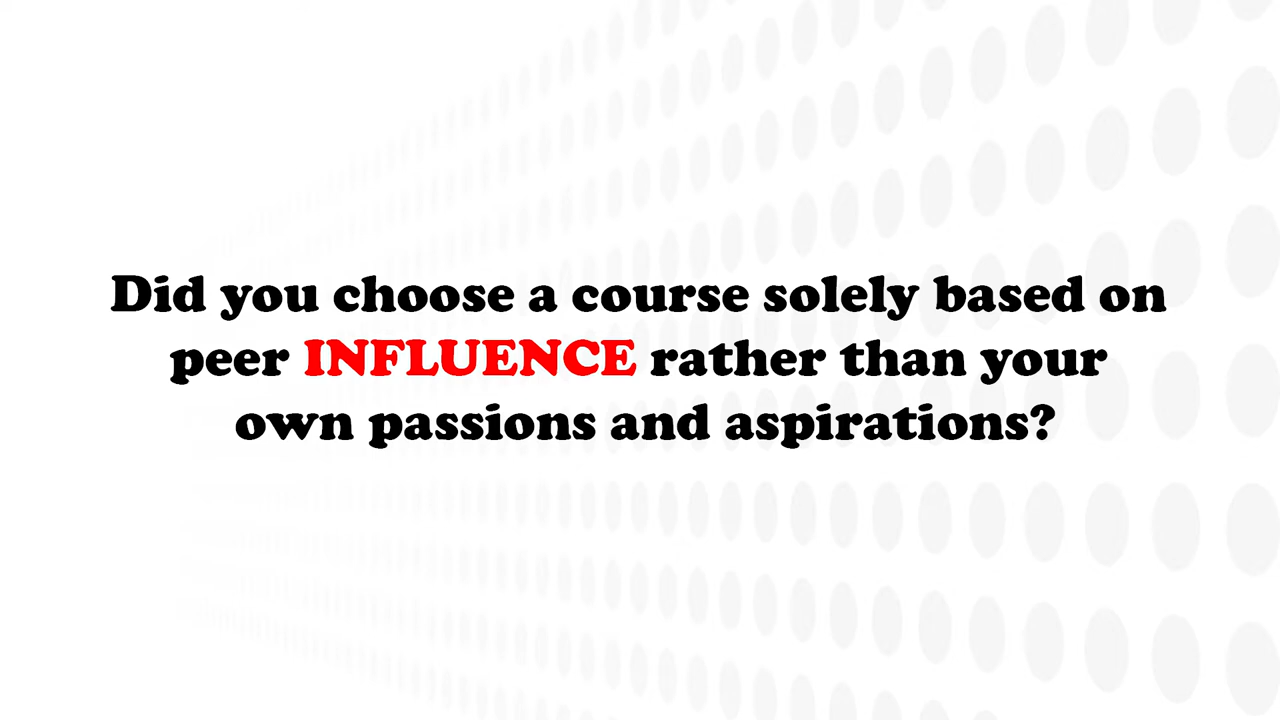 Did you choose a course solely based on
peer INFLUENCE rather than your
own passions and aspirations?